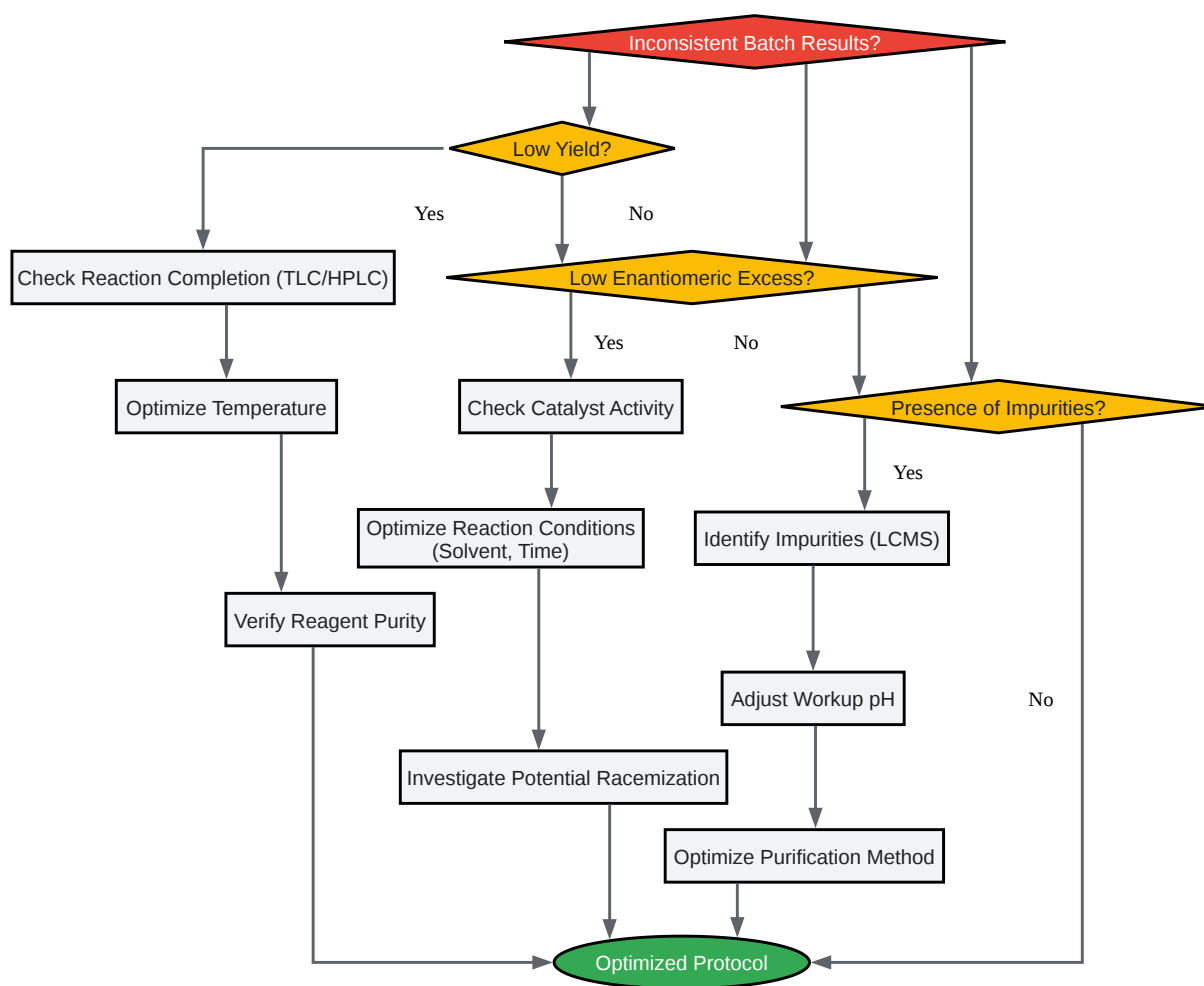 Inconsistent Batch Results?
Low Yield?
Yes
No
Check Reaction Completion (TLC/HPLC)
Low Enantiomeric Excess?
Yes
No
Optimize Temperature
Check Catalyst Activity
Presence of Impurities?
Yes
Optimize Reaction Conditions
(Solvent, Time)
Identify Impurities (LCMS)
Verify Reagent Purity
Adjust Workup pH
No
Investigate Potential Racemization
Optimize Purification Method
Optimized Protocol